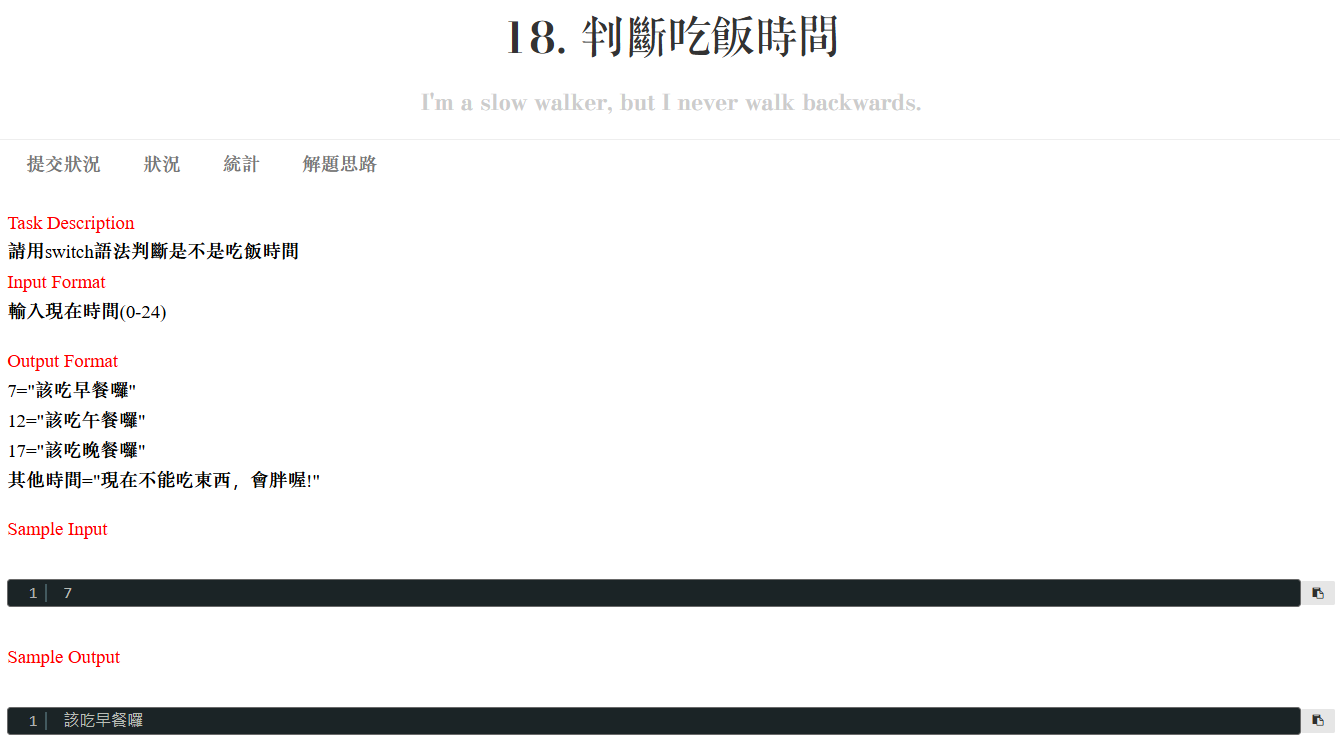 18. 判斷吃飯時間
I'm a slow walker, but I never walk backwards.
提交狀況 狀況 統計 解題思路
Task Description
請用switch語法判斷是不是吃飯時間
Input Format
輸入現在時間(0-24)
Output Format
7="該吃早餐囉"
12="該吃午餐囉"
17="該吃晚餐囉"
其他時間="現在不能吃東西，會胖喔!"
Sample Input
1 7
Sample Output
1 該吃早餐囉